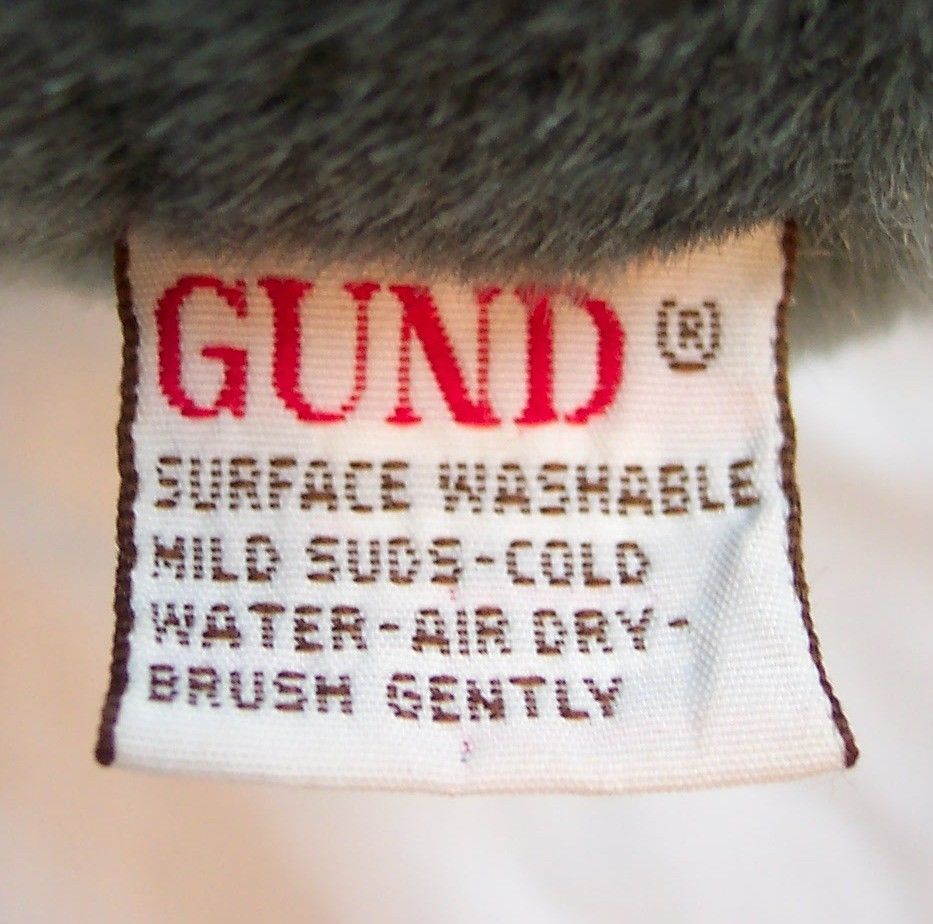 GUND ®
SURFACE WASHABLE
MILD SUDS-COLD
WATER-AIR DRY-
BRUSH GENTLY